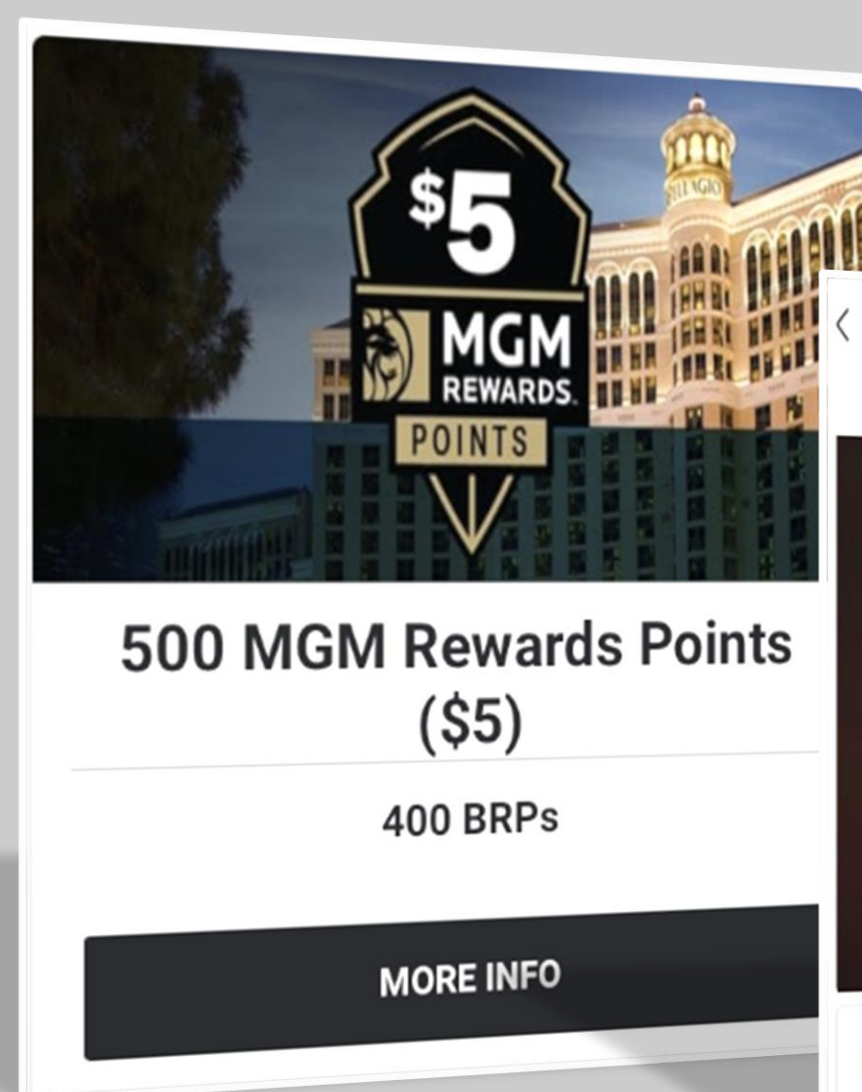 $5
MGM
REWARDS.
POINTS
500 MGM Rewards Points
($5)
400 BRPs
MORE INFO